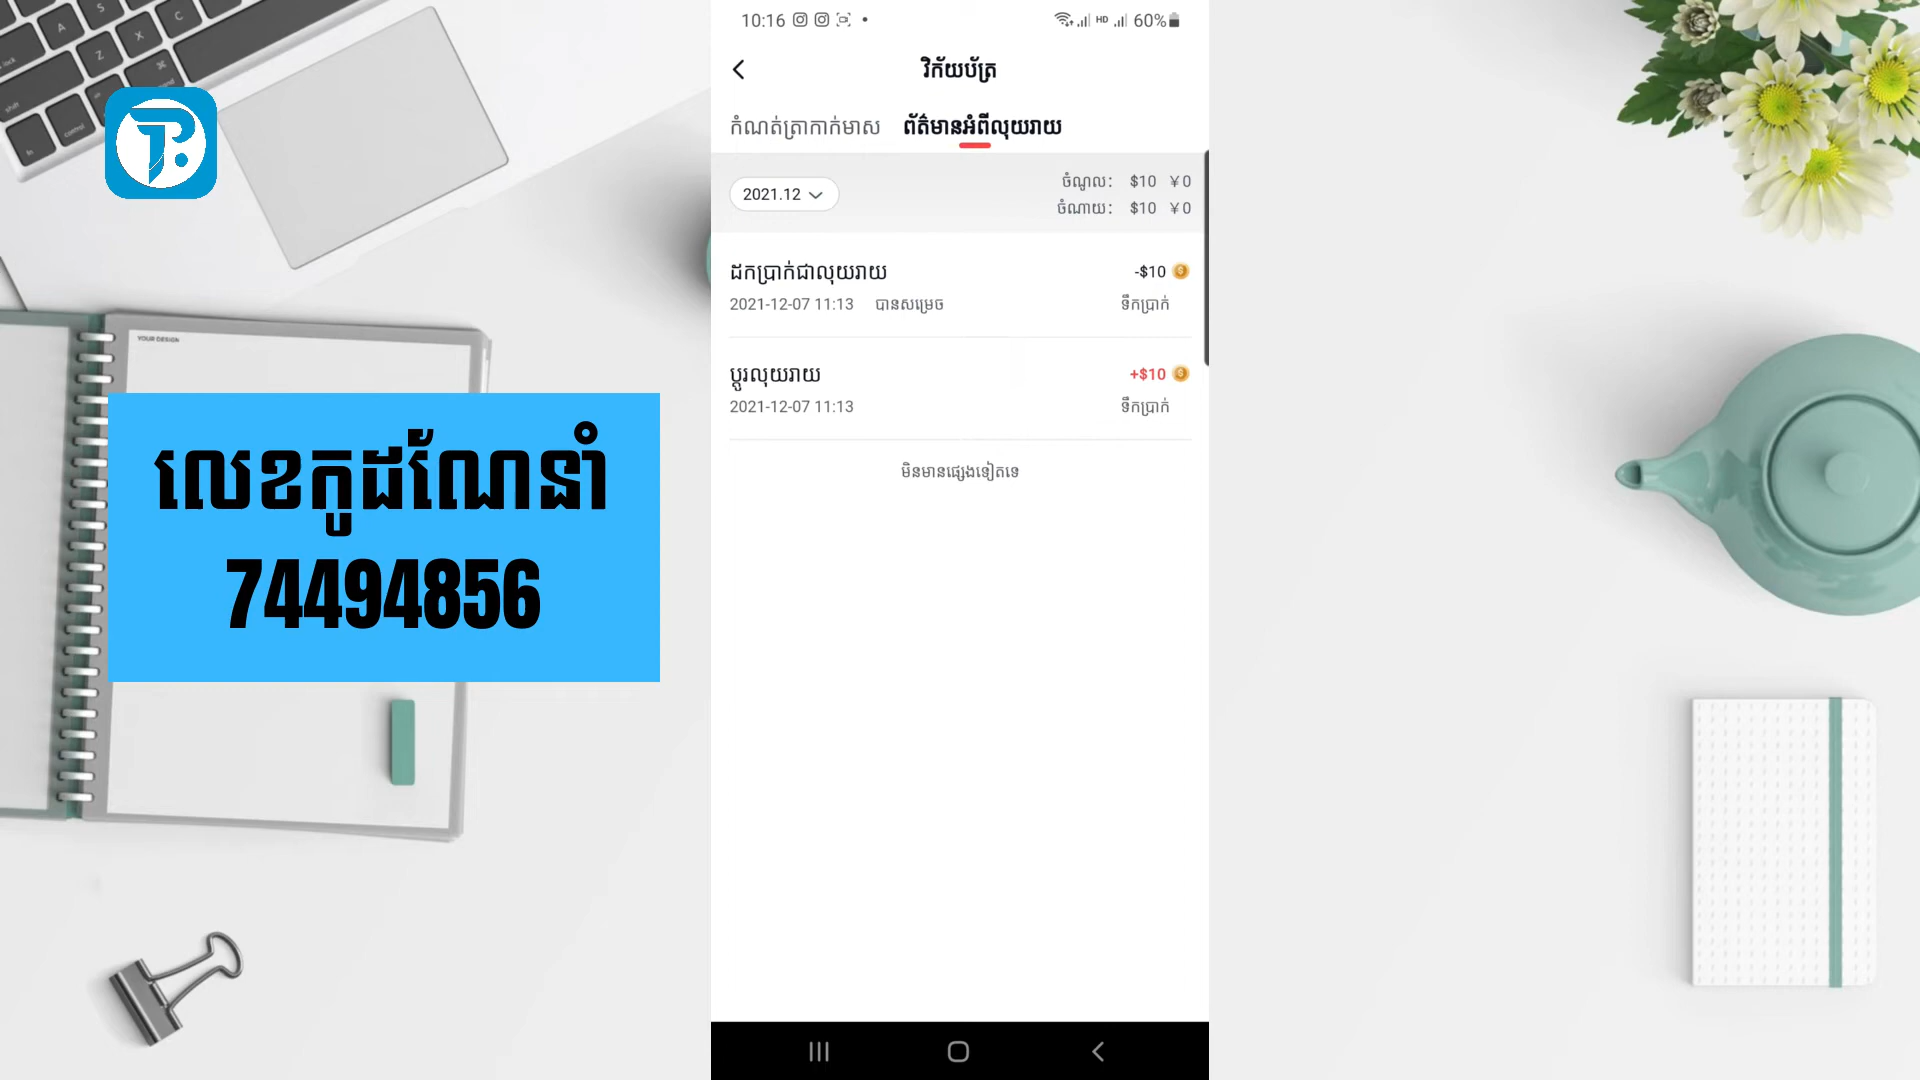 10:16
HD 60%
វិក័យប័ត្រ
កំណត់ត្រាកាក់មាស ព័ត៌មានអំពីលុយរាយ
2021.12
ចំណូល: $10 ¥0
ចំណាយ: $10 ¥0
ដកប្រាក់ជាលុយរាយ -$10
2021-12-07 11:13 បានសម្រេច ទឹកប្រាក់
ប្តូរលុយរាយ +$10
2021-12-07 11:13 ទឹកប្រាក់
មិនមានផ្សេងទៀតទេ
YOUR DESIGN
លេខកូដណែនាំ
74494856